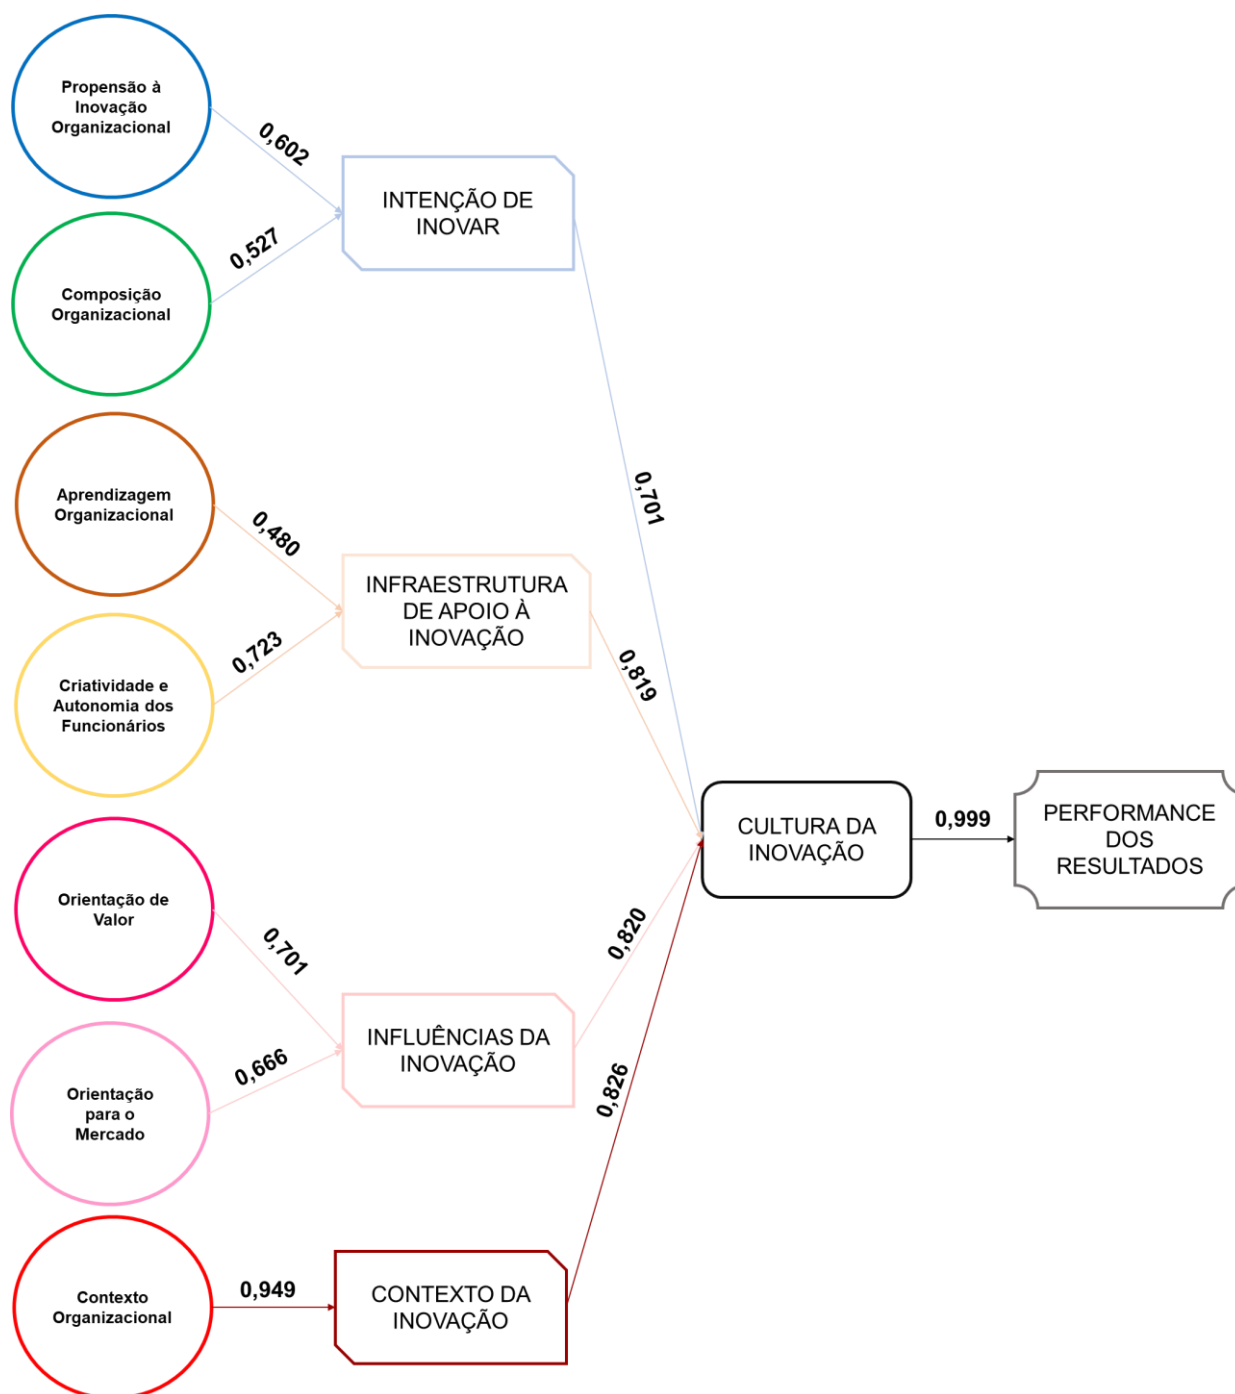 Propensão à
Inovação
Organizacional
0,602
INTENÇÃO DE
INOVAR
0,527
Composição
Organizacional
0,701
Aprendizagem
Organizacional
0,480
INFRAESTRUTURA
DE APOIO À
INOVAÇÃO
0,723
0,819
Criatividade e
Autonomia dos
Funcionários
CULTURA DA
INOVAÇÃO
0,999
PERFORMANCE
DOS
RESULTADOS
Orientação de
Valor
0,701
0,820
INFLUÊNCIAS DA
INOVAÇÃO
0,666
0,826
Orientação
para o
Mercado
Contexto
Organizacional
0,949
CONTEXTO DA
INOVAÇÃO